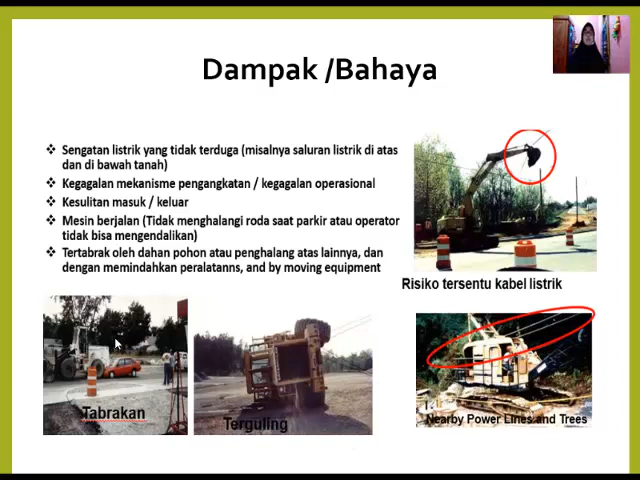 Dampak /Bahaya
❖ Sengatan listrik yang tidak terduga (misalnya saluran listrik di atas
dan di bawah tanah)
❖ Kegagalan mekanisme pengangkatan / kegagalan operasional
❖ Kesulitan masuk / keluar
❖ Mesin berjalan (Tidak menghalangi roda saat parkir atau operator
tidak bisa mengendalikan)
❖ Tertabrak oleh dahan pohon atau penghalang atas lainnya, dan
dengan memindahkan peralatanns, and by moving equipment
Risiko tersentu kabel listrik
Tabrakan
Terguling
Nearby Power Lines and Trees